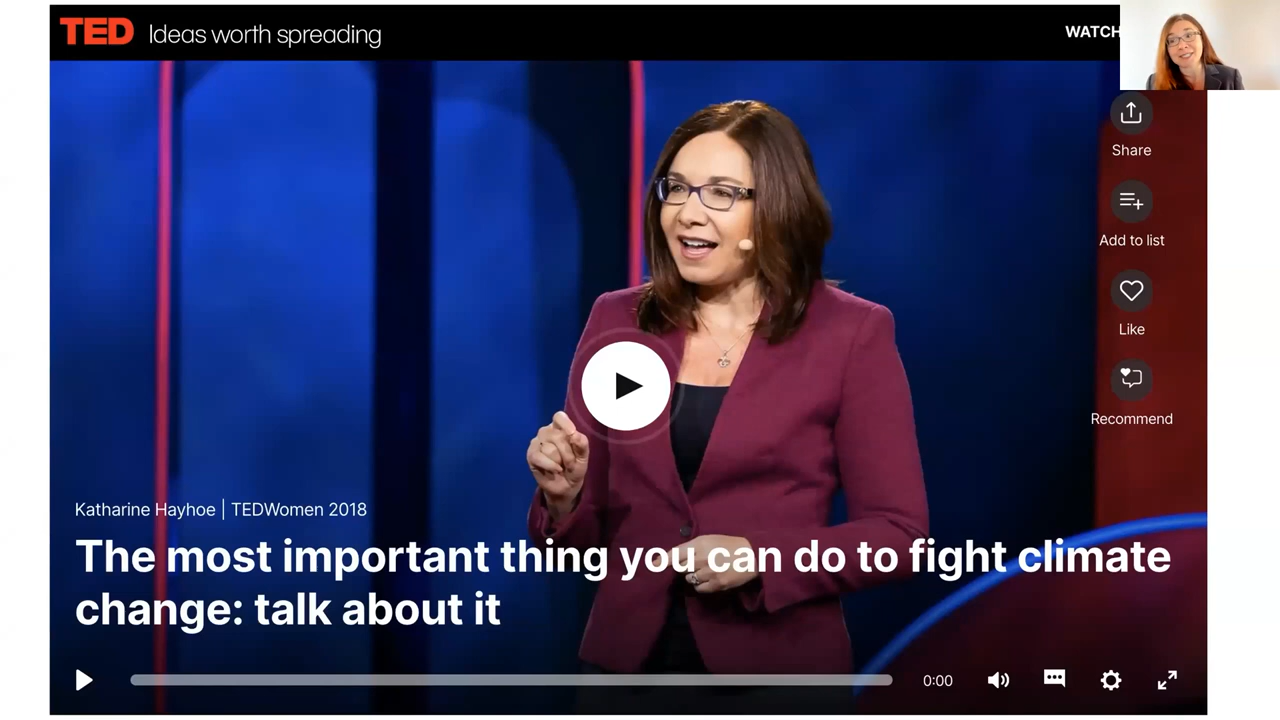 TED Ideas worth spreading
WATCH
Share
Add to list
Like
Recommend
Katharine Hayhoe | TEDWomen 2018
The most important thing you can do to fight climate
change: talk about it
0:00